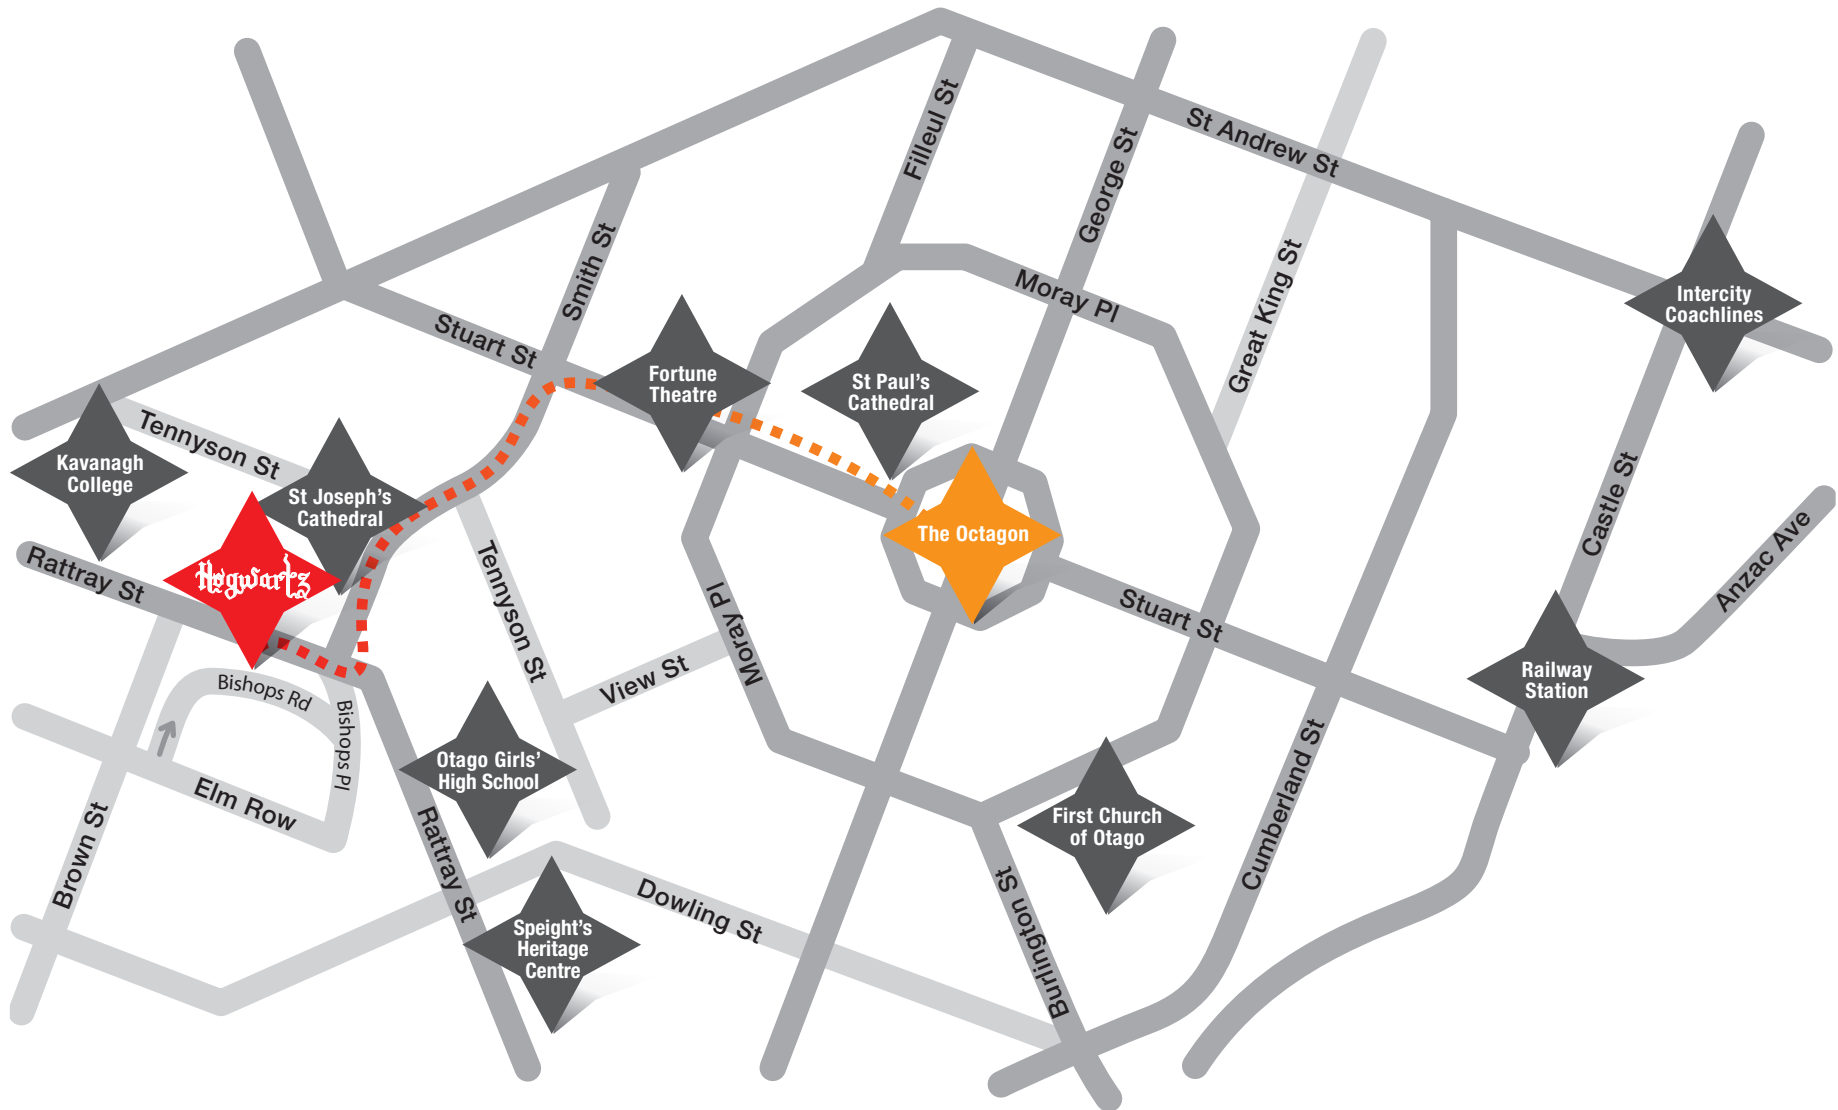 St Andrew St
Filleul St
George St
Great King St
Smith St
Moray Pl
Stuart St
Intercity
Coachlines
Fortune
Theatre
St Paul's
Cathedral
Tennyson St
Kavanagh
College
St Joseph's
Cathedral
Castle St
Anzac Ave
The Octagon
Rattray St
Hogwartz
Tennyson St
Moray Pl
Stuart St
View St
Railway
Station
Bishops Rd
Bishops Pl
Otago Girls'
High School
Elm Row
Brown St
Rattray St
First Church
of Otago
Cumberland St
Speight's
Heritage
Centre
Dowling St
Burlington St